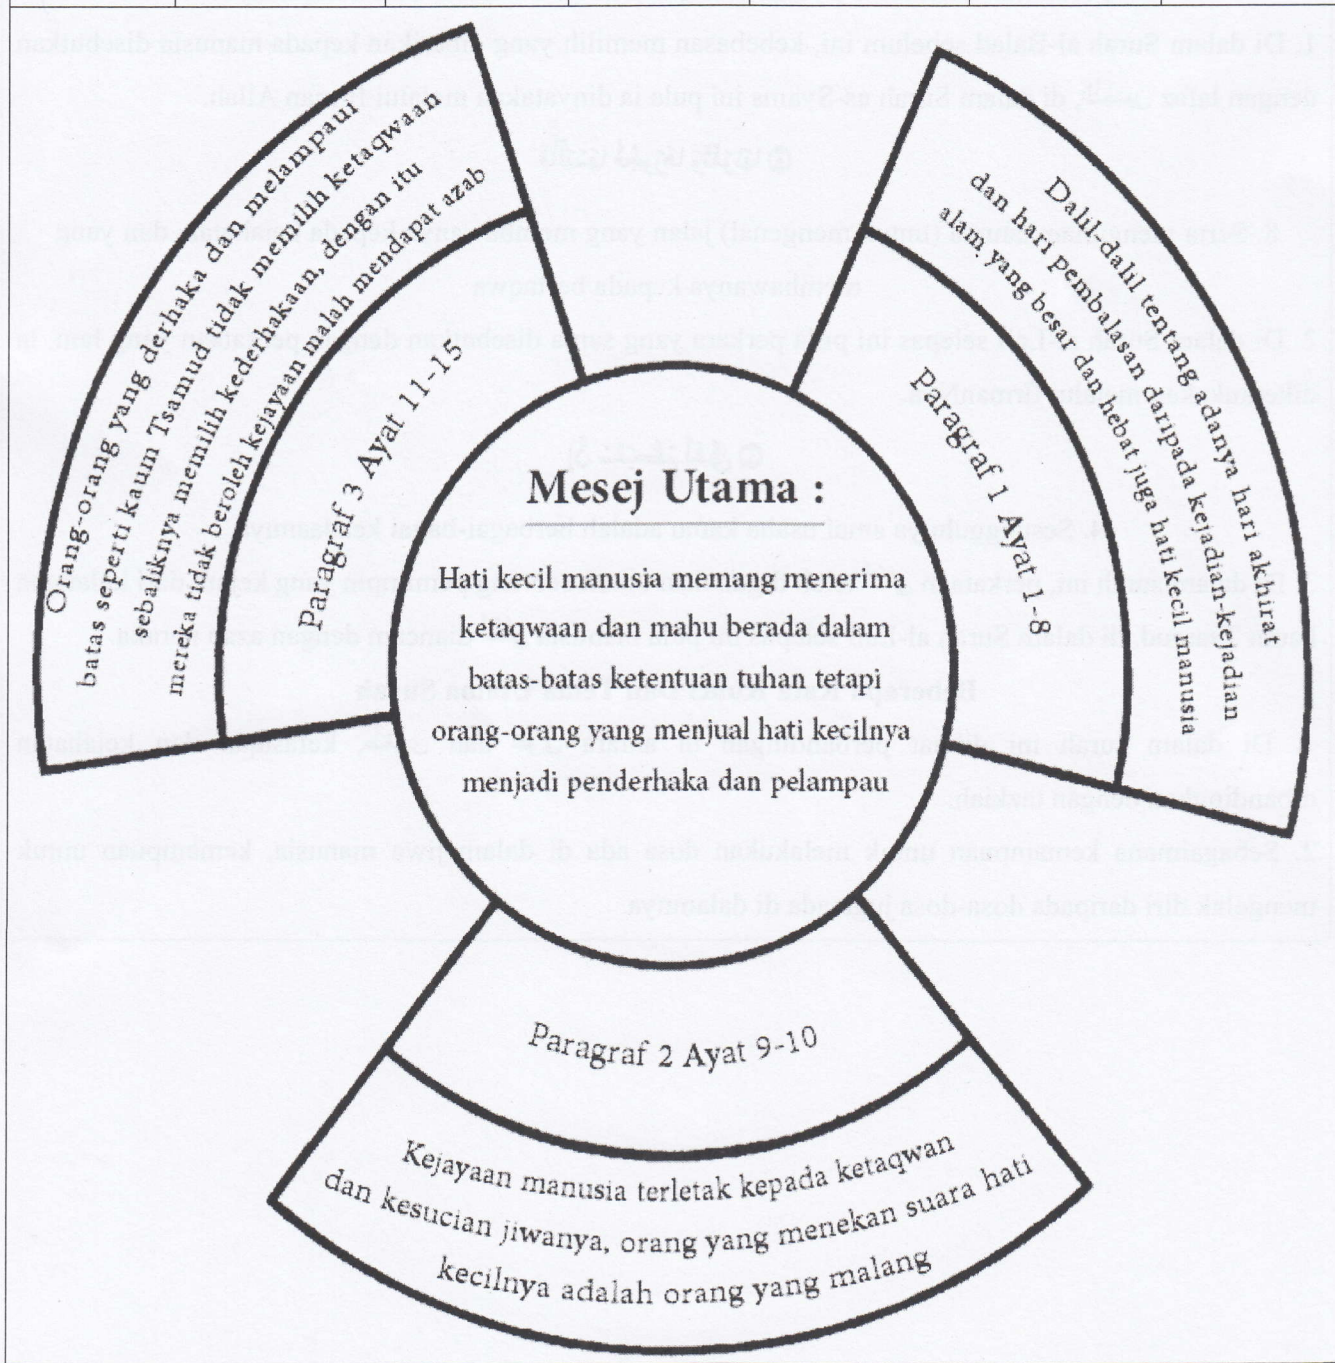 Mesej Utama :
Hati kecil manusia memang menerima
ketaqwaan dan mahu berada dalam
batas-batas ketentuan tuhan tetapi
orang-orang yang menjual hati kecilnya
menjadi penderhaka dan pelampau
Paragraf 1 Ayat 1-8
Dalil-dalil tentang adanya hari akhirat
dan hari pembalasan daripada kejadian-kejadian
alam yang besar dan hebat juga hati kecil manusia
Paragraf 2 Ayat 9-10
Kejayaan manusia terletak kepada ketaqwan
dan kesucian jiwanya, orang yang menekan suara hati
kecilnya adalah orang yang malang
Paragraf 3 Ayat 11-15
Orang-orang yang derhaka dan melampaui
batas seperti kaum Tsamud tidak memilih ketaqwaan
sebaliknya memilih kederhakaan, dengan itu
mereka tidak beroleh kejayaan malah mendapat azab